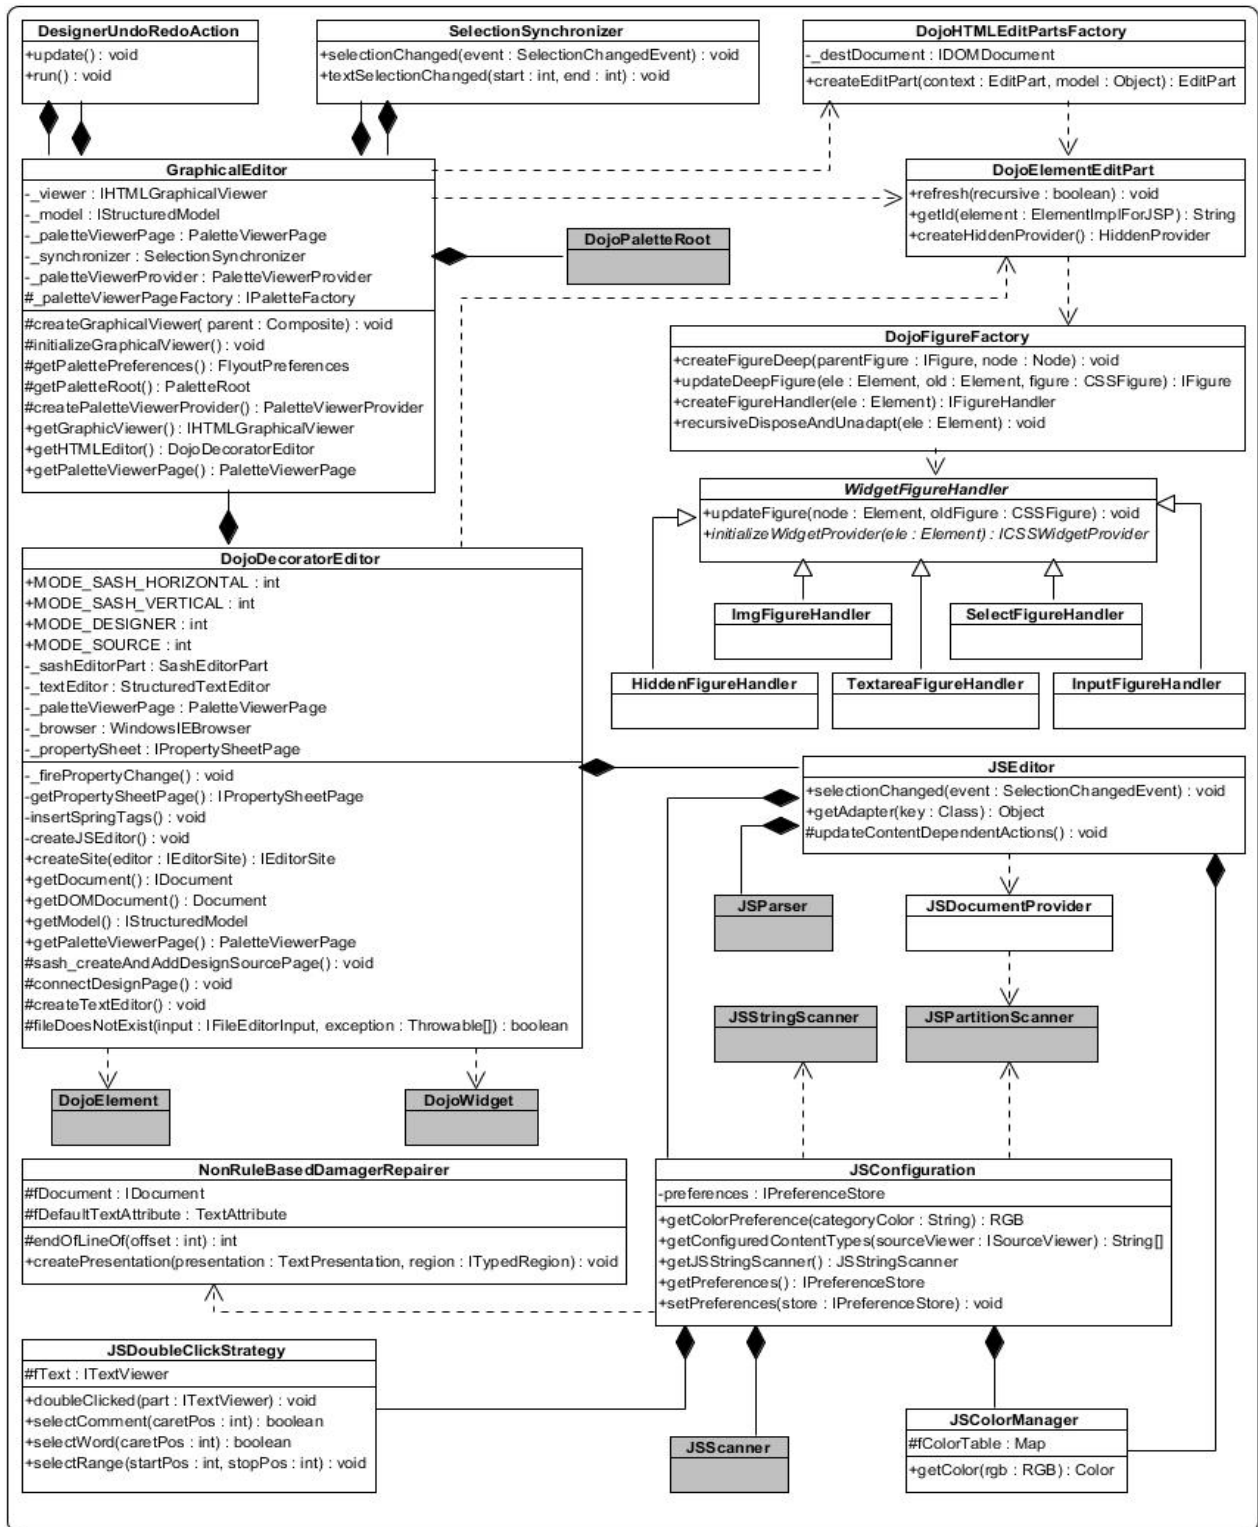 DesignerUndoRedoAction
+update() : void
+run() : void
SelectionSynchronizer
+selectionChanged(event : SelectionChangedEvent) : void
+textSelectionChanged(start : int, end : int) : void
DojoHTMLEditPartsFactory
-_destDocument : IDOMDocument
+createEditPart(context : EditPart, model : Object) : EditPart
GraphicalEditor
-_viewer : IHTMLGraphicalViewer
-_model : IStructuredModel
-_paletteViewerPage : PaletteViewerPage
-_synchronizer : SelectionSynchronizer
-_paletteViewerProvider : PaletteViewerProvider
#_paletteViewerPageFactory : IPaletteFactory
#createGraphicalViewer( parent : Composite) : void
#initializeGraphicalViewer() : void
#getPalettePreferences() : FlyoutPreferences
#getPaletteRoot() : PaletteRoot
#createPaletteViewerProvider() : PaletteViewerProvider
+getGraphicViewer() : IHTMLGraphicalViewer
+getHTMLEditor() : DojoDecoratorEditor
+getPaletteViewerPage() : PaletteViewerPage
DojoPaletteRoot
DojoElementEditPart
+refresh(recursive : boolean) : void
+getId(element : ElementImplForJSP) : String
+createHiddenProvider() : HiddenProvider
DojoFigureFactory
+createFigureDeep(parentFigure : IFigure, node : Node) : void
+updateDeepFigure(ele : Element, old : Element, figure : CSSFigure) : IFigure
+createFigureHandler(ele : Element) : IFigureHandler
+recursiveDisposeAndUnadapt(ele : Element) : void
WidgetFigureHandler
+updateFigure(node : Element, oldFigure : CSSFigure) : void
+initializeWidgetProvider(ele : Element) : ICSSWidgetProvider
ImgFigureHandler
SelectFigureHandler
HiddenFigureHandler
TextareaFigureHandler
InputFigureHandler
DojoDecoratorEditor
+MODE_SASH_HORIZONTAL : int
+MODE_SASH_VERTICAL : int
+MODE_DESIGNER : int
+MODE_SOURCE : int
-_sashEditorPart : SashEditorPart
-_textEditor : StructuredTextEditor
-_paletteViewerPage : PaletteViewerPage
-_browser : WindowsIEBrowser
-_propertySheet : IPropertySheetPage
-_firePropertyChange() : void
-getPropertySheetPage() : IPropertySheetPage
-insertSpringTags() : void
-createJSEditor() : void
+createSite(editor : IEditorSite) : IEditorSite
+getDocument() : IDocument
+getDOMDocument() : Document
+getModel() : IStructuredModel
+getPaletteViewerPage() : PaletteViewerPage
#sash_createAndAddDesignSourcePage() : void
#connectDesignPage() : void
#createTextEditor() : void
#fileDoesNotExist(input : IFileEditorInput, exception : Throwable[]) : boolean
JSEditor
+selectionChanged(event : SelectionChangedEvent) : void
+getAdapter(key : Class) : Object
#updateContentDependentActions() : void
JSParser
JSDocumentProvider
JSStringScanner
JSPartitionScanner
DojoElement
DojoWidget
NonRuleBasedDamagerRepairer
#fDocument : IDocument
#fDefaultTextAttribute : TextAttribute
#endOfLineOf(offset : int) : int
+createPresentation(presentation : TextPresentation, region : ITypedRegion) : void
JSConfiguration
-preferences : IPreferenceStore
+getColorPreference(categoryColor : String) : RGB
+getConfiguredContentTypes(sourceViewer : ISourceViewer) : String[]
+getJSStringScanner() : JSStringScanner
+getPreferences() : IPreferenceStore
+setPreferences(store : IPreferenceStore) : void
JSDoubleClickStrategy
#fText : ITextViewer
+doubleClicked(part : ITextViewer) : void
+selectComment(caretPos : int) : boolean
+selectWord(caretPos : int) : boolean
+selectRange(startPos : int, stopPos : int) : void
JSScanner
JSColorManager
#fColorTable : Map
+getColor(rgb : RGB) : Color